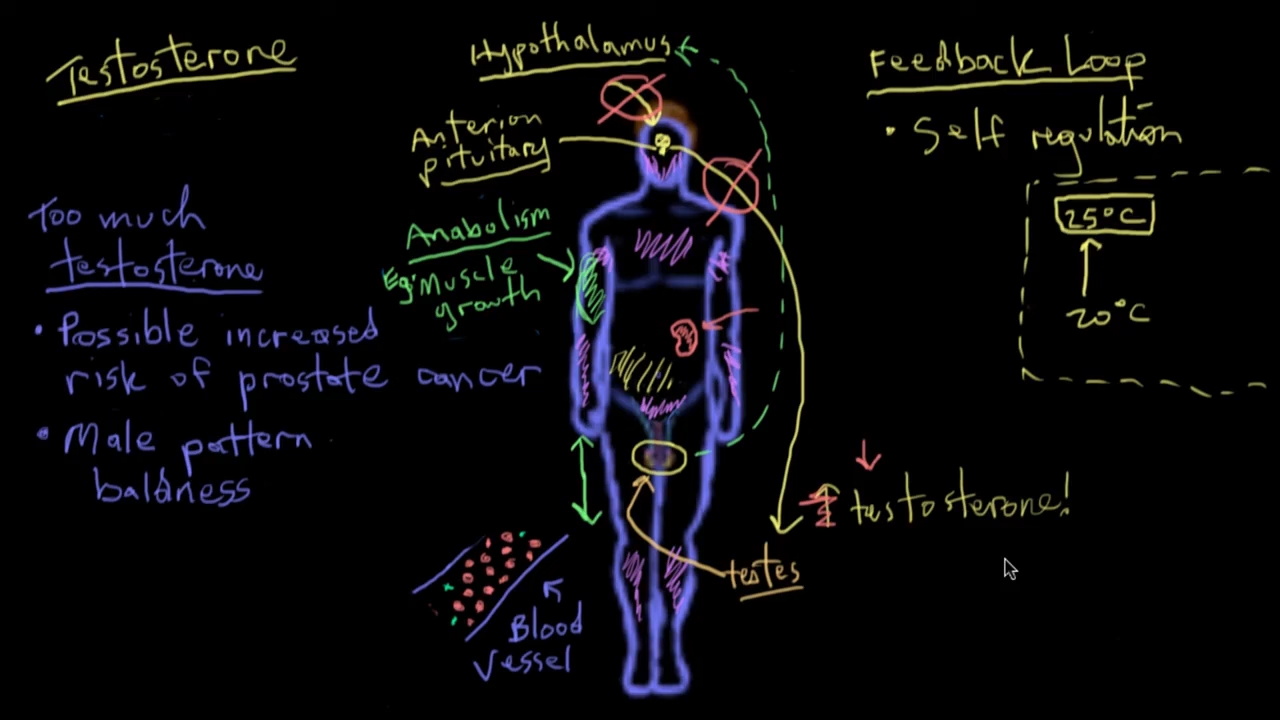 Testosterone
Too much
testosterone
• Possible increased
risk of prostate cancer
• Male pattern
baldness
Hypothalamus
Anterior
pituitary
Anabolism
Eg: Muscle
growth
Blood
vessel
testes
Feedback Loop
• Self regulation
25°C
20°C
↓
↑ testosterone!